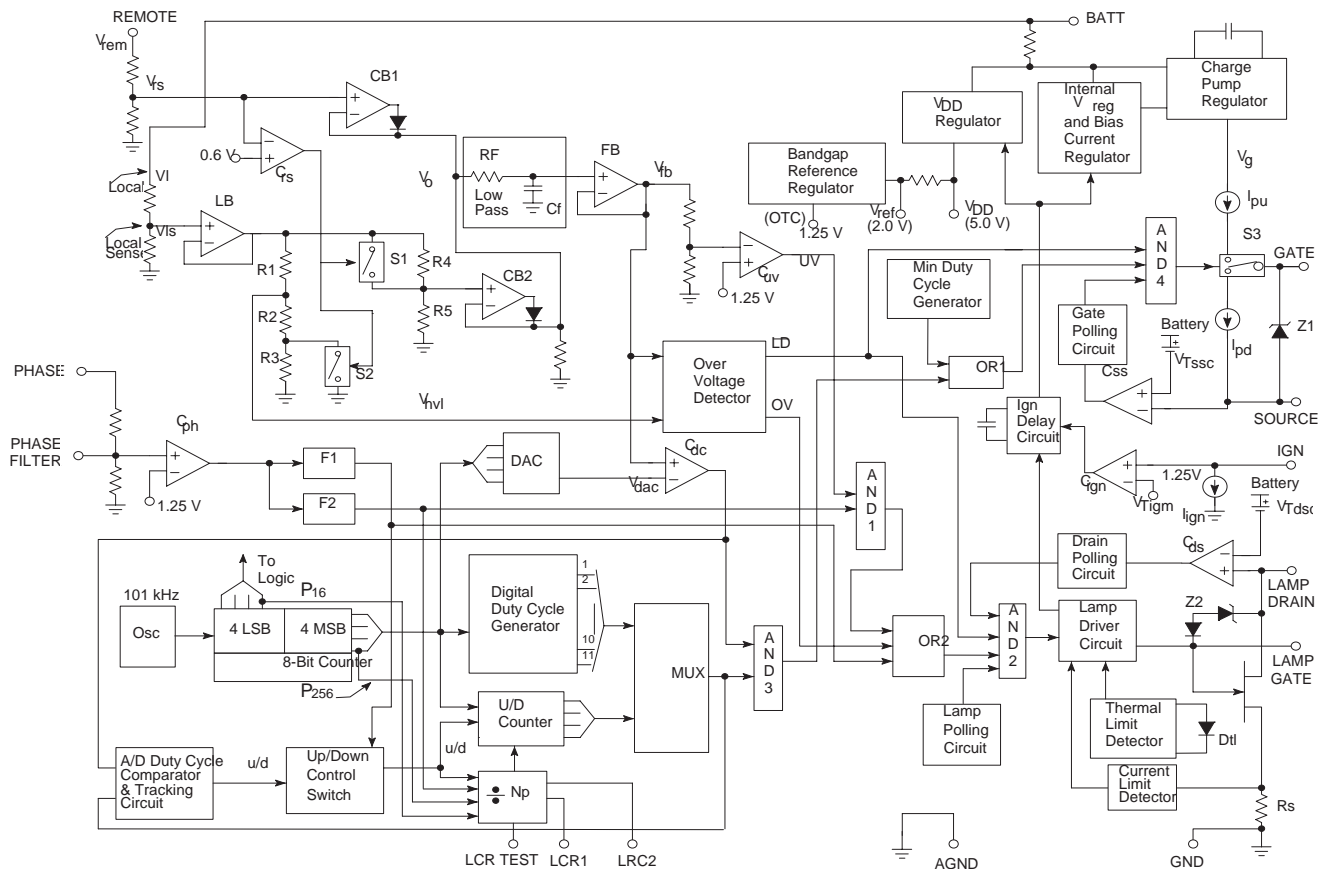 REMOTE
BATT
Vrem
Vrs
CB1
+
−
Charge
Pump
Regulator
VDD
Regulator
Internal
Vreg
and Bias
Current
Regulator
0.6 V
−
+
Crs
Vo
RF
Low
Pass
Cf
FB
+
−
Vfb
Bandgap
Reference
Regulator
Vg
Local
Vl
LB
+
−
Local
Sense
Vls
(OTC)
1.25 V
Vref
(2.0 V)
VDD
(5.0 V)
Ipu
S3
GATE
R1
S1
R4
CB2
+
−
R2
R5
R3
S2
−
+
Cuv
UV
1.25 V
Min Duty
Cycle
Generator
A
N
D
4
Gate
Polling
Circuit
Css
Battery
+
VTssc
Ipd
Z1
+
−
SOURCE
PHASE
Over
Voltage
Detector
LD
OV
OR1
Vnvl
Ign
Delay
Circuit
Cph
PHASE
FILTER
+
−
1.25 V
F1
F2
DAC
Vdac
Cdc
+
−
A
N
D
1
Cign
+
−
VTigm
1.25V
Iign
IGN
Battery
+
VTdsc
To
Logic
P16
101 kHz
Osc
4 LSB
4 MSB
8-Bit Counter
P256
Digital
Duty Cycle
Generator
1
2
10
11
MUX
A
N
D
3
OR2
A
N
D
2
Drain
Polling
Circuit
Cds
−
+
LAMP
DRAIN
Z2
Lamp
Driver
Circuit
LAMP
GATE
U/D
Counter
Lamp
Polling
Circuit
Thermal
Limit
Detector
Dtl
A/D Duty Cycle
Comparator
& Tracking
Circuit
u/d
Up/Down
Control
Switch
u/d
÷ Np
Current
Limit
Detector
Rs
LCR TEST
LCR1
LRC2
AGND
GND